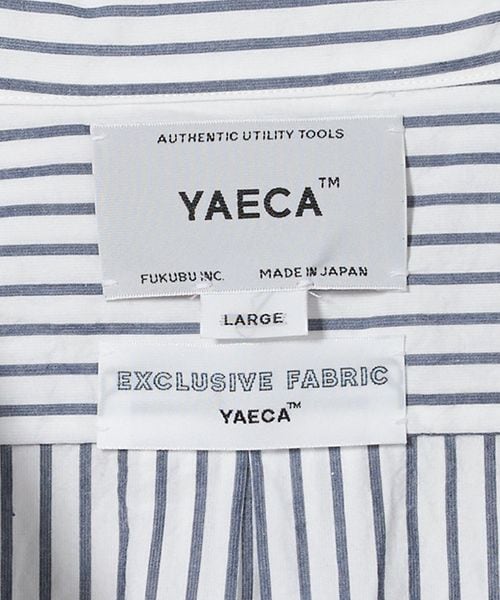 AUTHENTIC UTILITY TOOLS
YAECA™
FUKUBU INC. MADE IN JAPAN
LARGE
EXCLUSIVE FABRIC
YAECA™